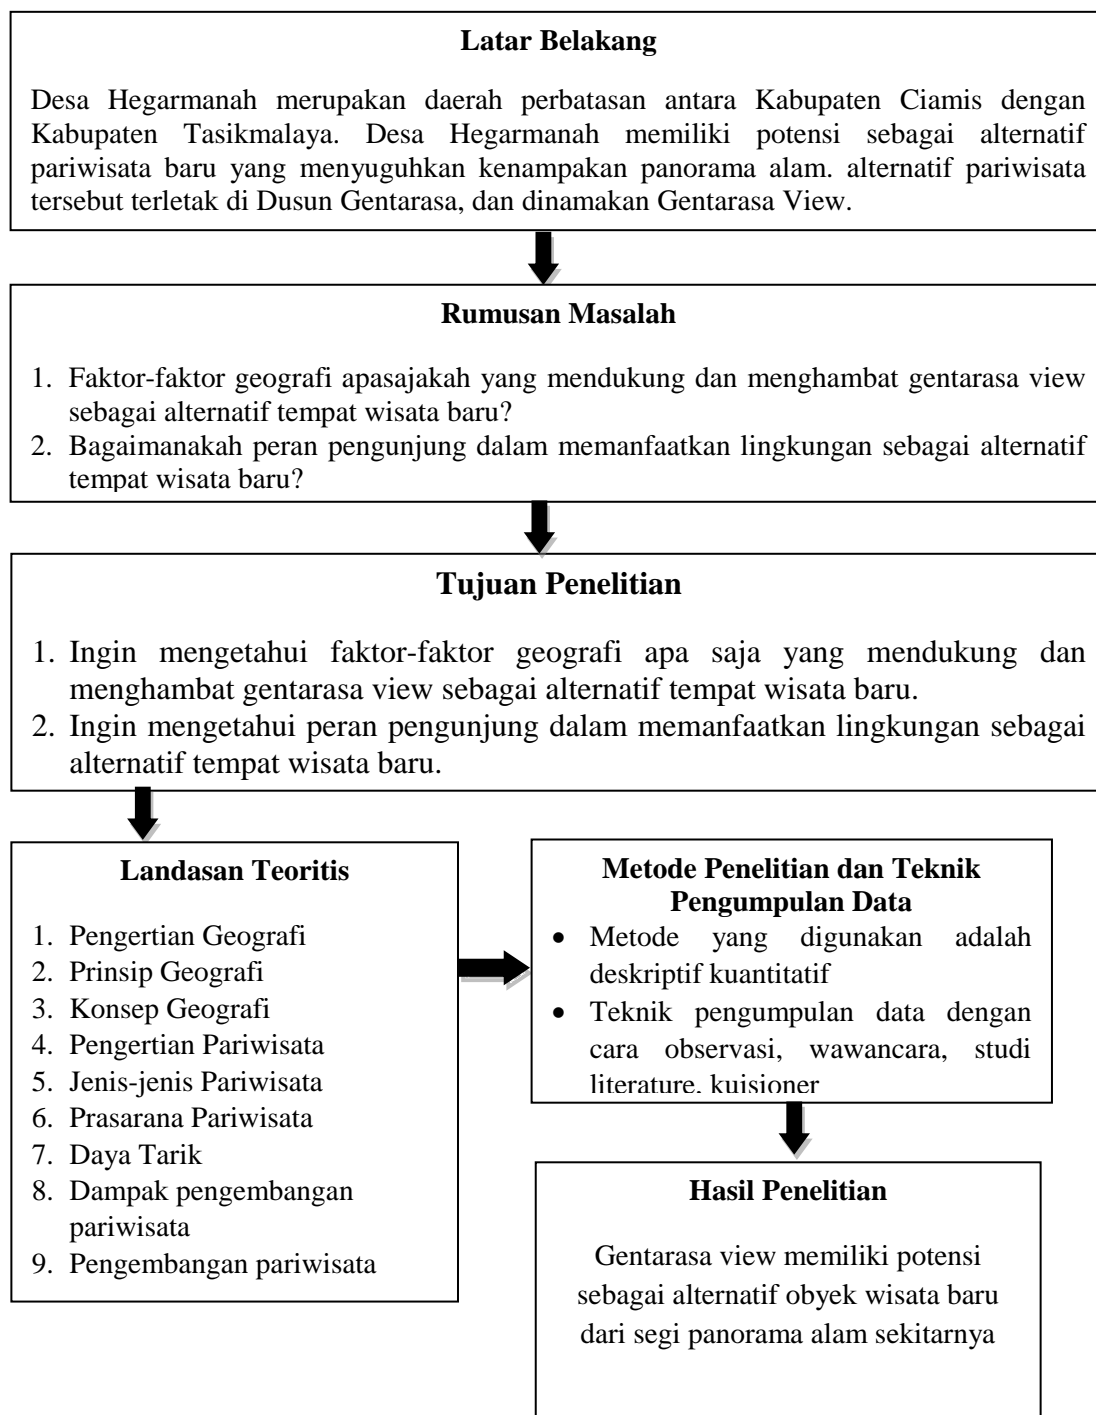 Latar Belakang
Desa Hegarmanah merupakan daerah perbatasan antara Kabupaten Ciamis dengan
Kabupaten Tasikmalaya. Desa Hegarmanah memiliki potensi sebagai alternatif
pariwisata baru yang menyuguhkan kenampakan panorama alam. alternatif pariwisata
tersebut terletak di Dusun Gentarasa, dan dinamakan Gentarasa View.
Rumusan Masalah
1. Faktor-faktor geografi apasajakah yang mendukung dan menghambat gentarasa view
sebagai alternatif tempat wisata baru?
2. Bagaimanakah peran pengunjung dalam memanfaatkan lingkungan sebagai alternatif
tempat wisata baru?
Tujuan Penelitian
1. Ingin mengetahui faktor-faktor geografi apa saja yang mendukung dan
menghambat gentarasa view sebagai alternatif tempat wisata baru.
2. Ingin mengetahui peran pengunjung dalam memanfaatkan lingkungan sebagai
alternatif tempat wisata baru.
Landasan Teoritis
1. Pengertian Geografi
2. Prinsip Geografi
3. Konsep Geografi
4. Pengertian Pariwisata
5. Jenis-jenis Pariwisata
6. Prasarana Pariwisata
7. Daya Tarik
8. Dampak pengembangan
pariwisata
9. Pengembangan pariwisata
Metode Penelitian dan Teknik
Pengumpulan Data
• Metode yang digunakan adalah
deskriptif kuantitatif
• Teknik pengumpulan data dengan
cara observasi, wawancara, studi
literature, kuisioner
Hasil Penelitian
Gentarasa view memiliki potensi
sebagai alternatif obyek wisata baru
dari segi panorama alam sekitarnya